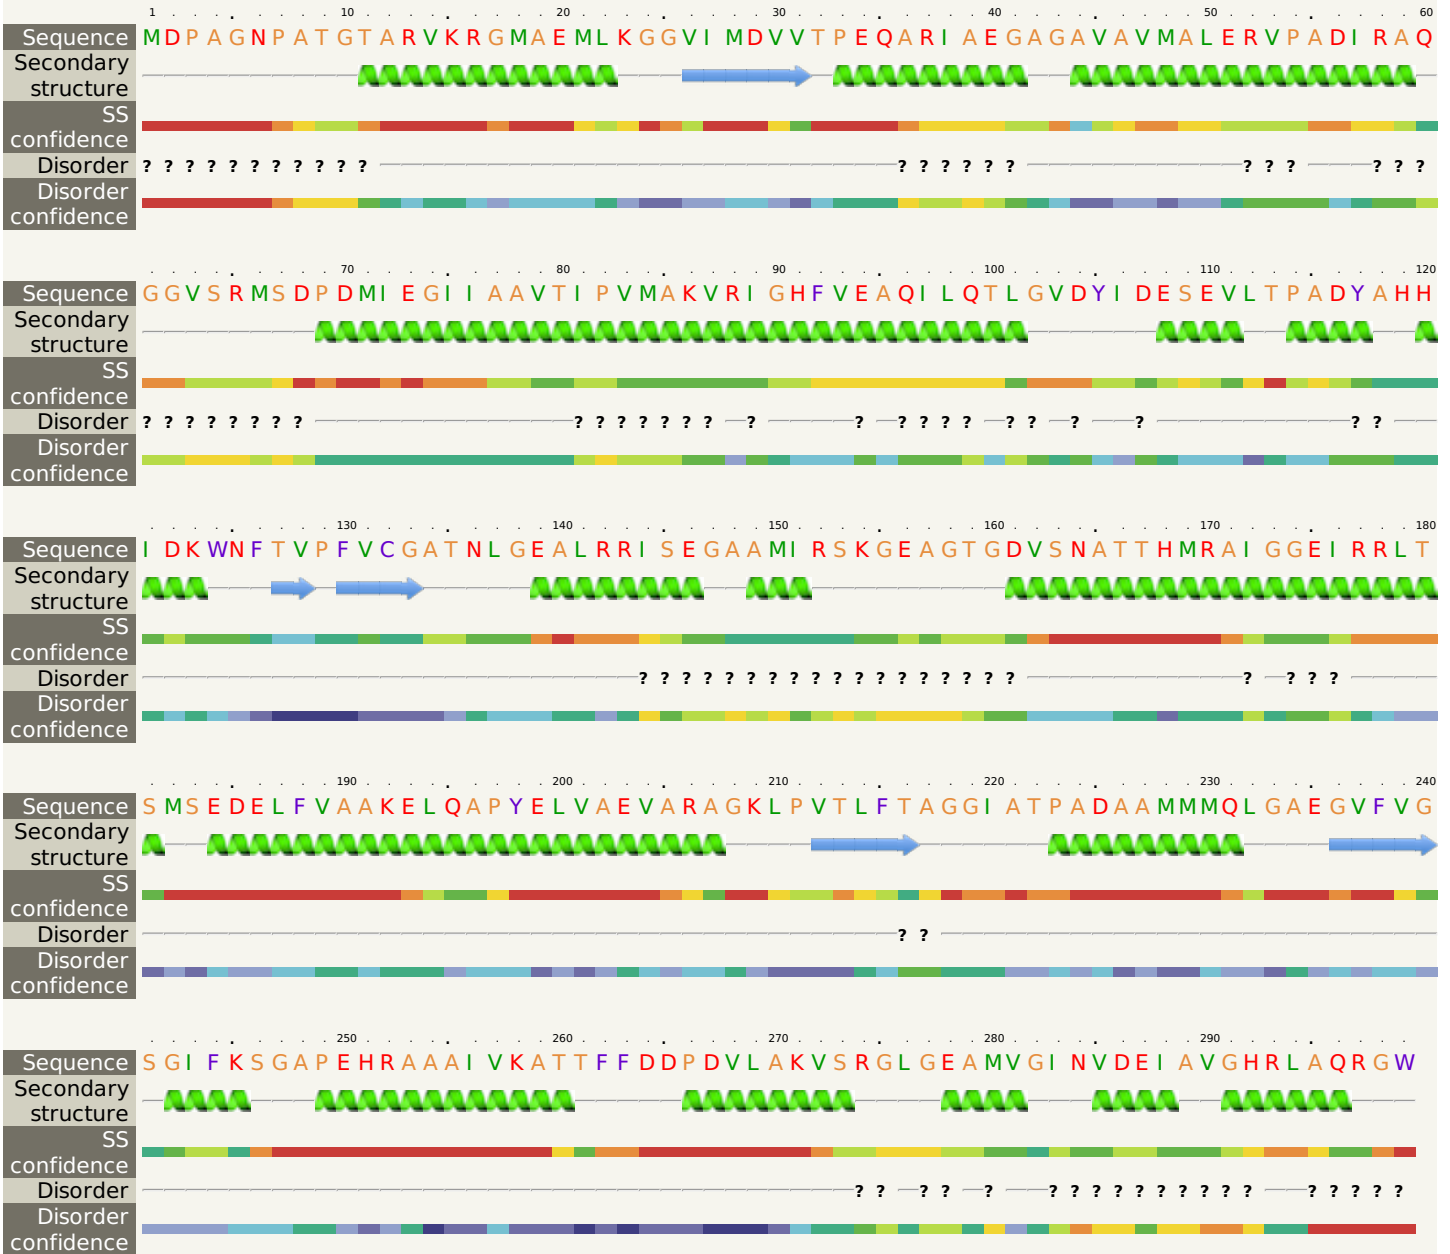 1 10 20 30 40 50 60
Sequence MDPAGNPATGTARVKRGMAEMLKGGVIMDVVTPEQARIAEGAGAVAVMALERVPADIRAQ
Secondary
structure
SS
confidence
Disorder ? ? ? ? ? ? ? ? ? ? ? ? ? ? ? ? ? ? ? ? ? ? ?
Disorder
confidence
70 80 90 100 110 120
Sequence GGVSRMSDPDMIEGIIAAVTIPVMAKVRIGHFVEAQILQTLGVDYIDESEVLTPADYAHH
Secondary
structure
SS
confidence
Disorder ? ? ? ? ? ? ? ? ? ? ? ? ? ? ? ? ? ? ? ? ? ? ? ? ? ? ?
Disorder
confidence
130 140 150 160 170 180
Sequence IDKWNFTVPFVCGATNLGEALRRISEGAAMIRSKGEAGTGDVSNATTHMRAIGGEIRRLT
Secondary
structure
SS
confidence
Disorder ? ? ? ? ? ? ? ? ? ? ? ? ? ? ? ? ? ? ? ? ? ?
Disorder
confidence
190 200 210 220 230 240
Sequence SMSEDELFVAAKELQAPYELVAEVARAGKLPVTLFTAGGIATPADAAMMMQLGAEGVFVG
Secondary
structure
SS
confidence
Disorder ? ?
Disorder
confidence
250 260 270 280 290
Sequence SGIFKSGAPEHRAAAIVKATTFFDDPDVLAKVSRGLGEAMVGINVDEIAVGHRLAQRGW
Secondary
structure
SS
confidence
Disorder ? ? ? ? ? ? ? ? ? ? ? ? ? ? ? ? ? ? ? ?
Disorder
confidence